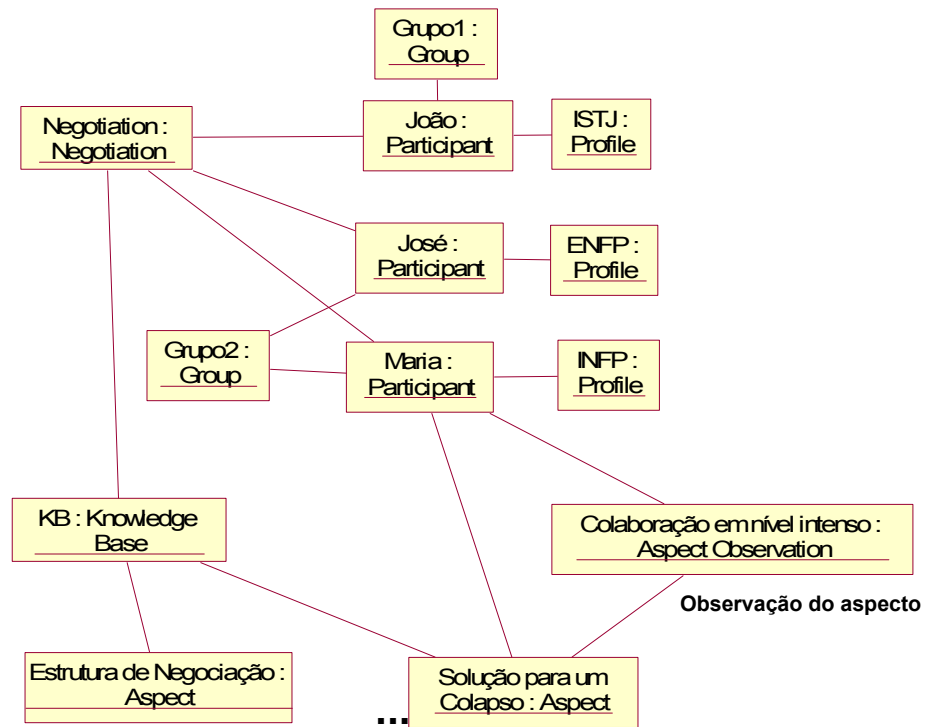 Grupo1 :
Group
Negotiation :
Negotiation
João :
Participant
ISTJ :
Profile
José :
Participant
ENFP :
Profile
Grupo2 :
Group
Maria :
Participant
INFP :
Profile
KB : Knowledge
Base
Colaboração em nível intenso :
Aspect Observation
Observação do aspecto
Estrutura de Negociação :
Aspect
...
Solução para um
Colapso : Aspect